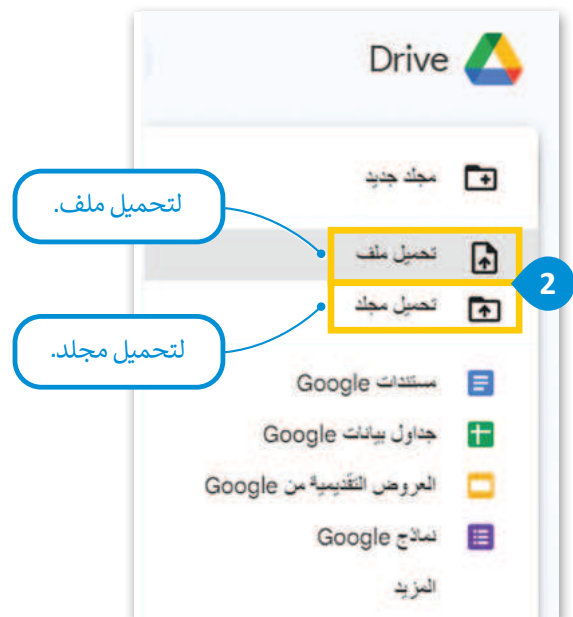 Drive
مجلد جديد
لتحميل ملف.
تحميل ملف
2
تحميل مجلد
لتحميل مجلد.
مستندات Google
جداول بيانات Google
العروض التقديمية من Google
نماذج Google
المزيد